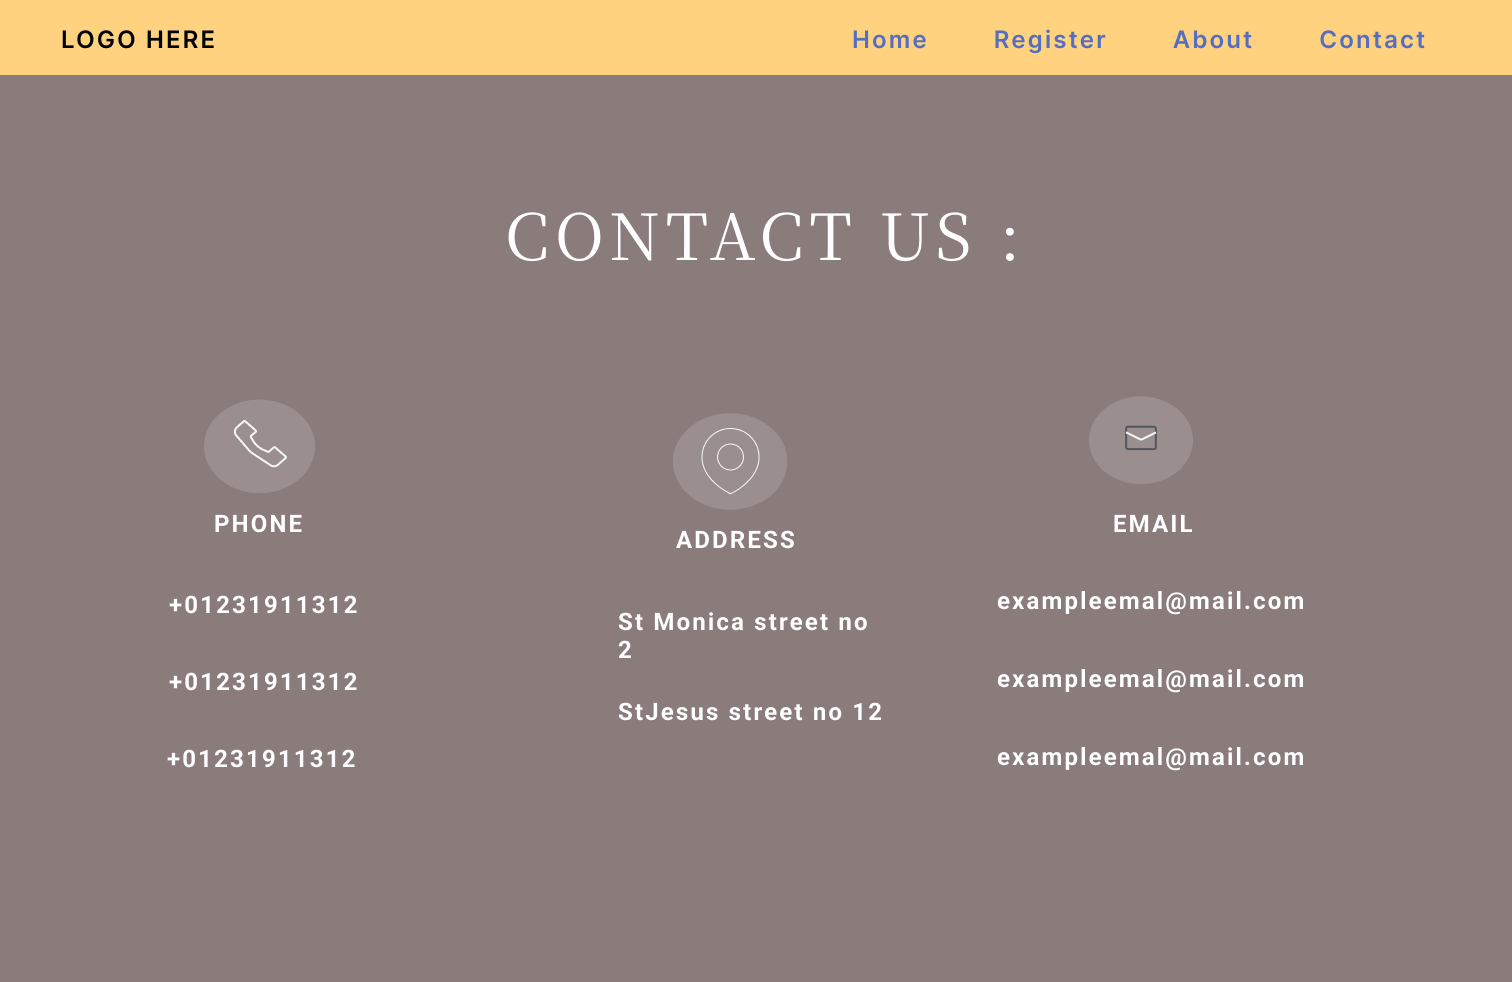 LOGO HERE
Home
Register
About
Contact
CONTACT US :
PHONE
+01231911312
+01231911312
+01231911312
ADDRESS
St Monica street no
2
StJesus street no 12
EMAIL
exampleemal@mail.com
exampleemal@mail.com
exampleemal@mail.com